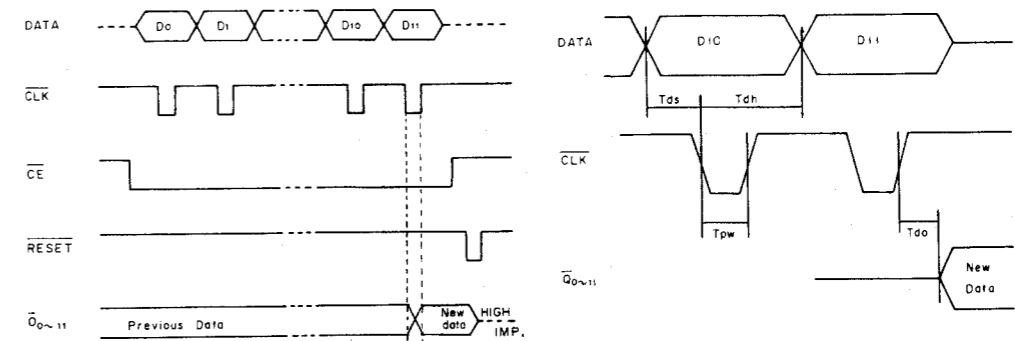 DATA D0 D1 D10 D11
CLK
CE
RESET
Q0~11 Previous Data New data HIGH IMP.
DATA D10 D11
Tds Tdh
CLK
Tpw Tdo
Q0~11 New Data